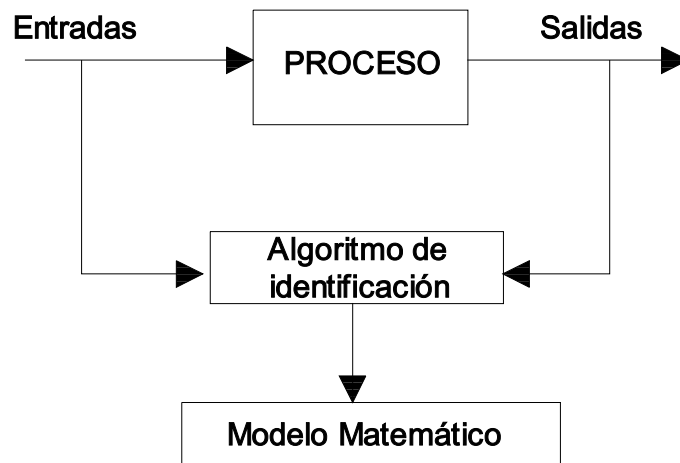 Entradas
Salidas
PROCESO
Algoritmo de
identificación
Modelo Matemático